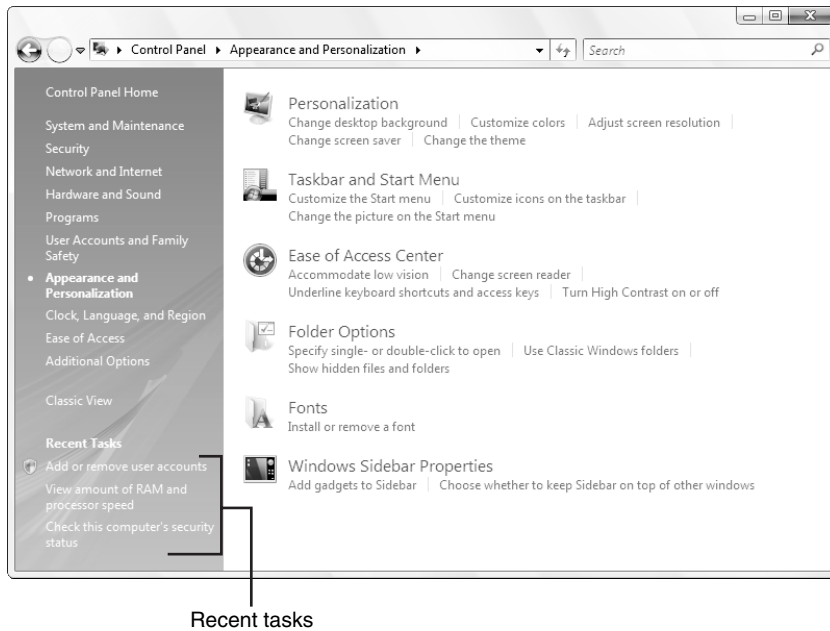 Control Panel
Appearance and Personalization
Search
Control Panel Home
System and Maintenance
Security
Network and Internet
Hardware and Sound
Programs
User Accounts and Family
Safety
Appearance and
Personalization
Clock, Language, and Region
Ease of Access
Additional Options
Classic View
Recent Tasks
Add or remove user accounts
View amount of RAM and
processor speed
Check this computer's security
status
Personalization
Change desktop background Customize colors Adjust screen resolution
Change screen saver Change the theme
Taskbar and Start Menu
Customize the Start menu Customize icons on the taskbar
Change the picture on the Start menu
Ease of Access Center
Accommodate low vision Change screen reader
Underline keyboard shortcuts and access keys Turn High Contrast on or off
Folder Options
Specify single- or double-click to open Use Classic Windows folders
Show hidden files and folders
Fonts
Install or remove a font
Windows Sidebar Properties
Add gadgets to Sidebar Choose whether to keep Sidebar on top of other windows
Recent tasks